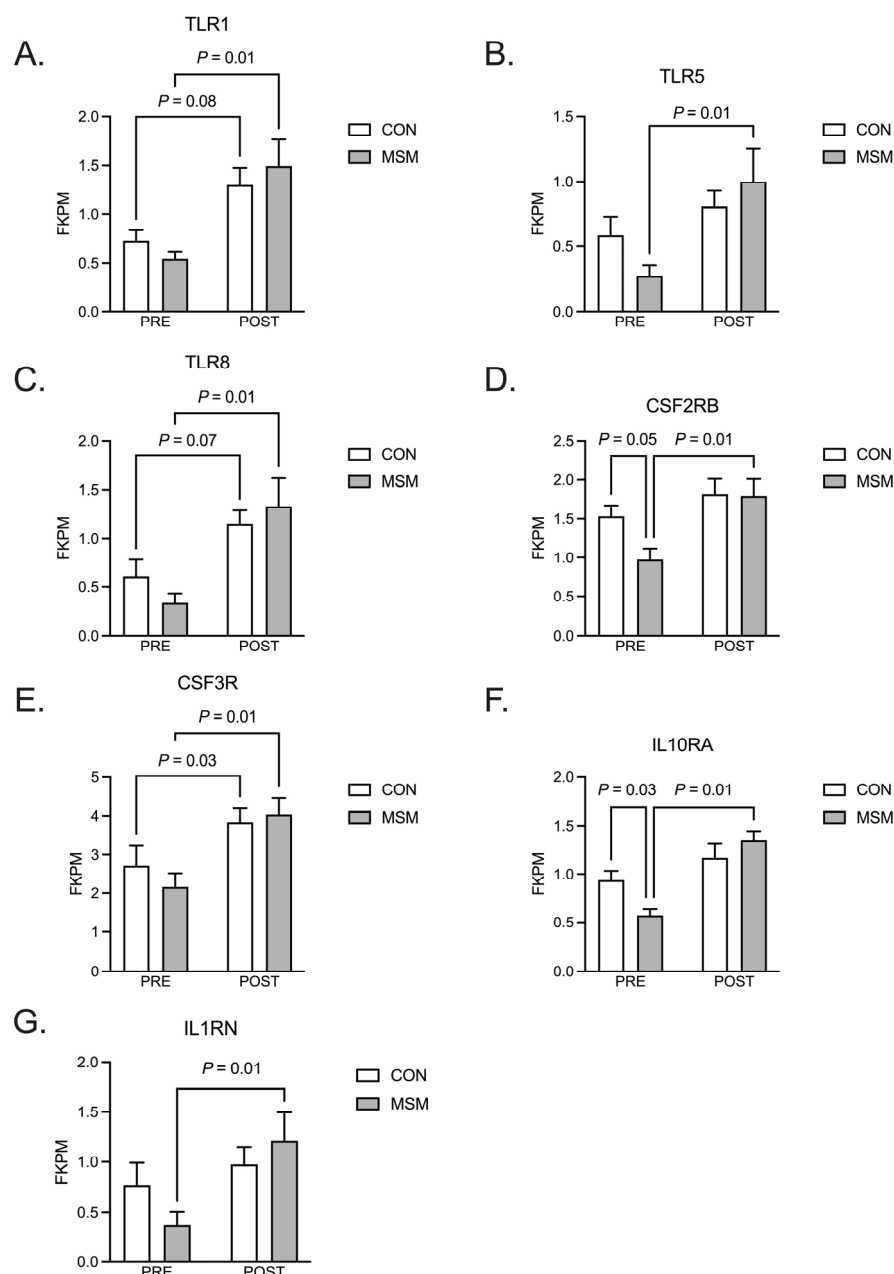 TLR1
A.
P = 0.01
P = 0.08
2.0
1.5
1.0
0.5
0.0
FKPM
PRE
POST
CON
MSM
B.
TLR5
P = 0.01
1.5
1.0
0.5
0.0
FKPM
PRE
POST
CON
MSM
C.
TLR8
P = 0.01
P = 0.07
2.0
1.5
1.0
0.5
0.0
FKPM
PRE
POST
CON
MSM
D.
CSF2RB
P = 0.05
P = 0.01
2.5
2.0
1.5
1.0
0.5
0.0
FKPM
PRE
POST
CON
MSM
E.
CSF3R
P = 0.01
P = 0.03
5
4
3
2
1
0
FKPM
PRE
POST
CON
MSM
F.
IL10RA
P = 0.03
P = 0.01
2.0
1.5
1.0
0.5
0.0
FKPM
PRE
POST
CON
MSM
G.
IL1RN
P = 0.01
2.0
1.5
1.0
0.5
0.0
FKPM
PRE
POST
CON
MSM